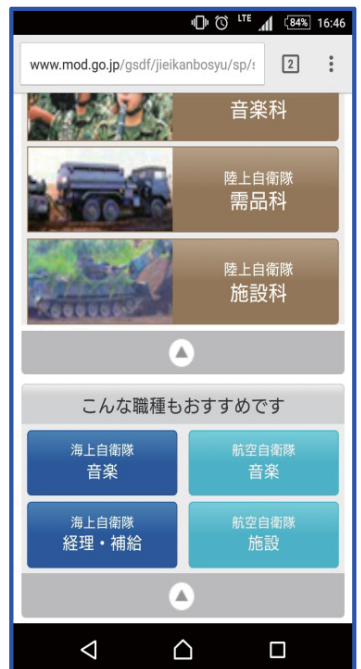 LTE 84% 16:46
www.mod.go.jp/gsdf/jieikanbosyu/sp/s
2
音楽科
陸上自衛隊
需品科
陸上自衛隊
施設科
こんな職種もおすすめです
海上自衛隊
音楽
航空自衛隊
音楽
海上自衛隊
経理・補給
航空自衛隊
施設